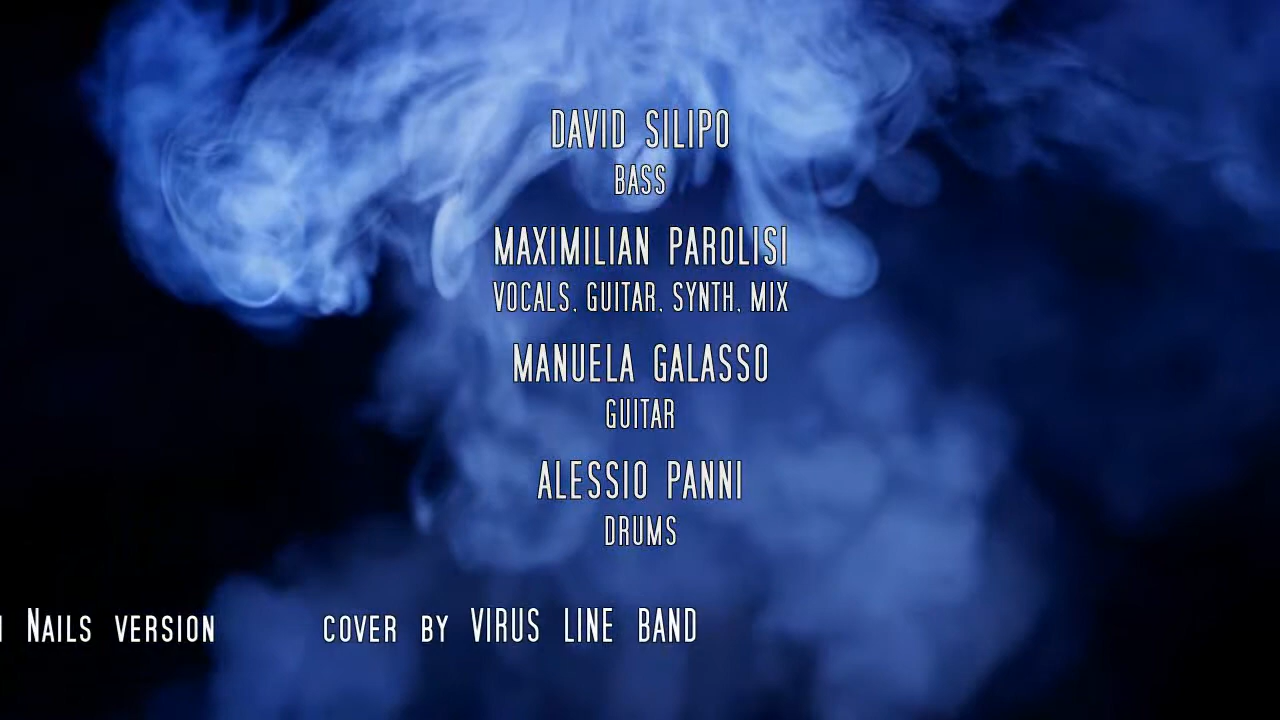 DAVID SILIPO
BASS
MAXIMILIAN PAROLISI
VOCALS, GUITAR, SYNTH, MIX
MANUELA GALASSO
GUITAR
ALESSIO PANNI
DRUMS
NAILS VERSION COVER BY VIRUS LINE BAND